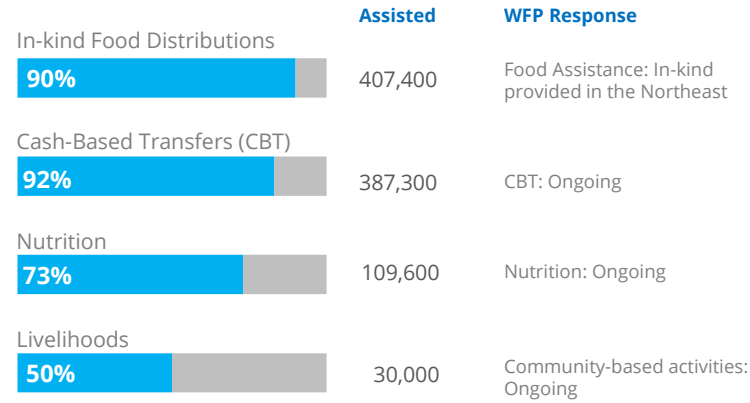 Assisted WFP Response
In-kind Food Distributions
90% 407,400 Food Assistance: In-kind
provided in the Northeast
Cash-Based Transfers (CBT)
92% 387,300 CBT: Ongoing
Nutrition
73% 109,600 Nutrition: Ongoing
Livelihoods
50% 30,000 Community-based activities:
Ongoing